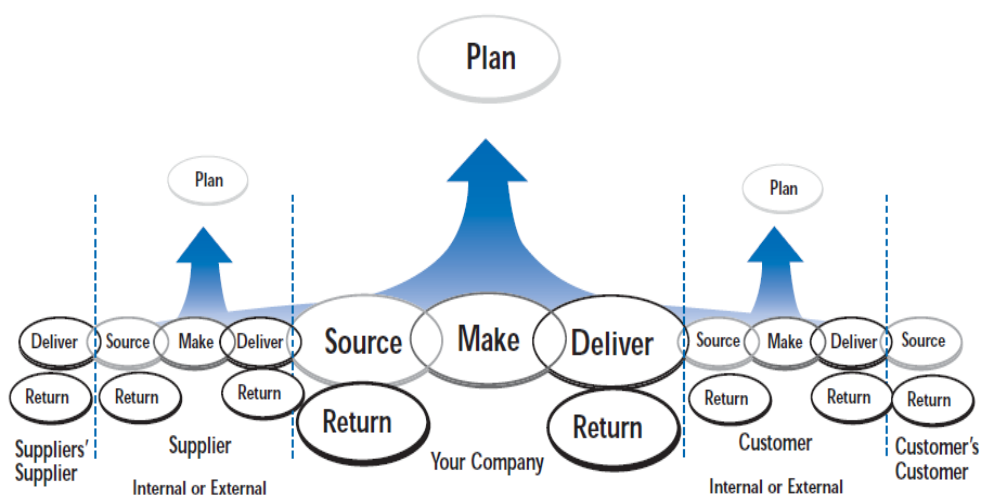 Plan
Plan
Plan
Deliver
Source
Make
Deliver
Source
Make
Deliver
Source
Make
Deliver
Source
Return
Return
Return
Return
Return
Return
Return
Return
Suppliers'
Supplier
Supplier
Your Company
Customer
Customer's
Customer
Internal or External
Internal or External